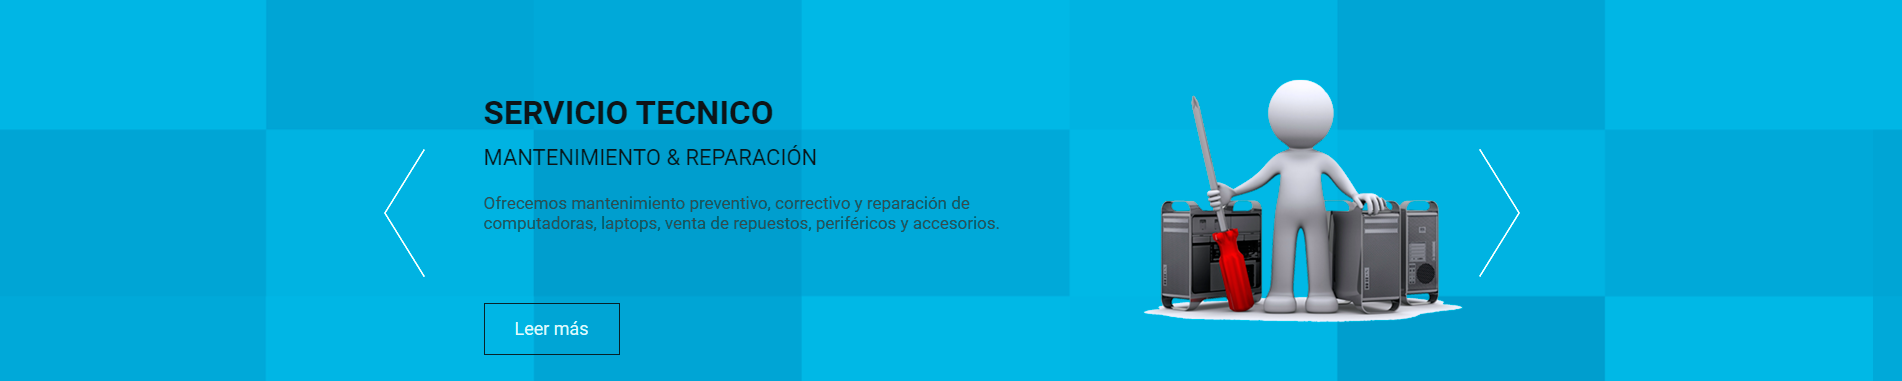 SERVICIO TECNICO
MANTENIMIENTO & REPARACIÓN
Ofrecemos mantenimiento preventivo, correctivo y reparación de
computadoras, laptops, venta de repuestos, periféricos y accesorios.
Leer más